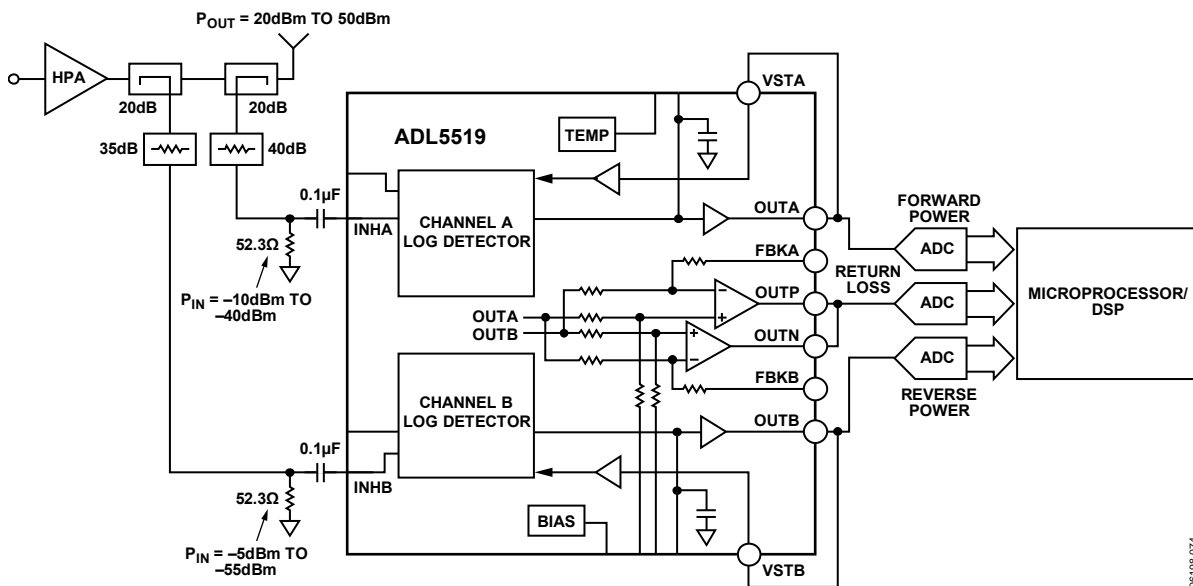 P_OUT = 20dBm TO 50dBm
HPA
20dB
20dB
35dB
40dB
VSTA
TEMP
ADL5519
0.1µF
INHA
CHANNEL A
LOG DETECTOR
OUTA
FORWARD
POWER
ADC
52.3Ω
P_IN = –10dBm TO
–40dBm
FBKA
RETURN
LOSS
OUTA
OUTB
–
+
+
–
OUTP
OUTN
ADC
MICROPROCESSOR/
DSP
FBKB
ADC
REVERSE
POWER
CHANNEL B
LOG DETECTOR
OUTB
0.1µF
INHB
52.3Ω
P_IN = –5dBm TO
–55dBm
BIAS
VSTB